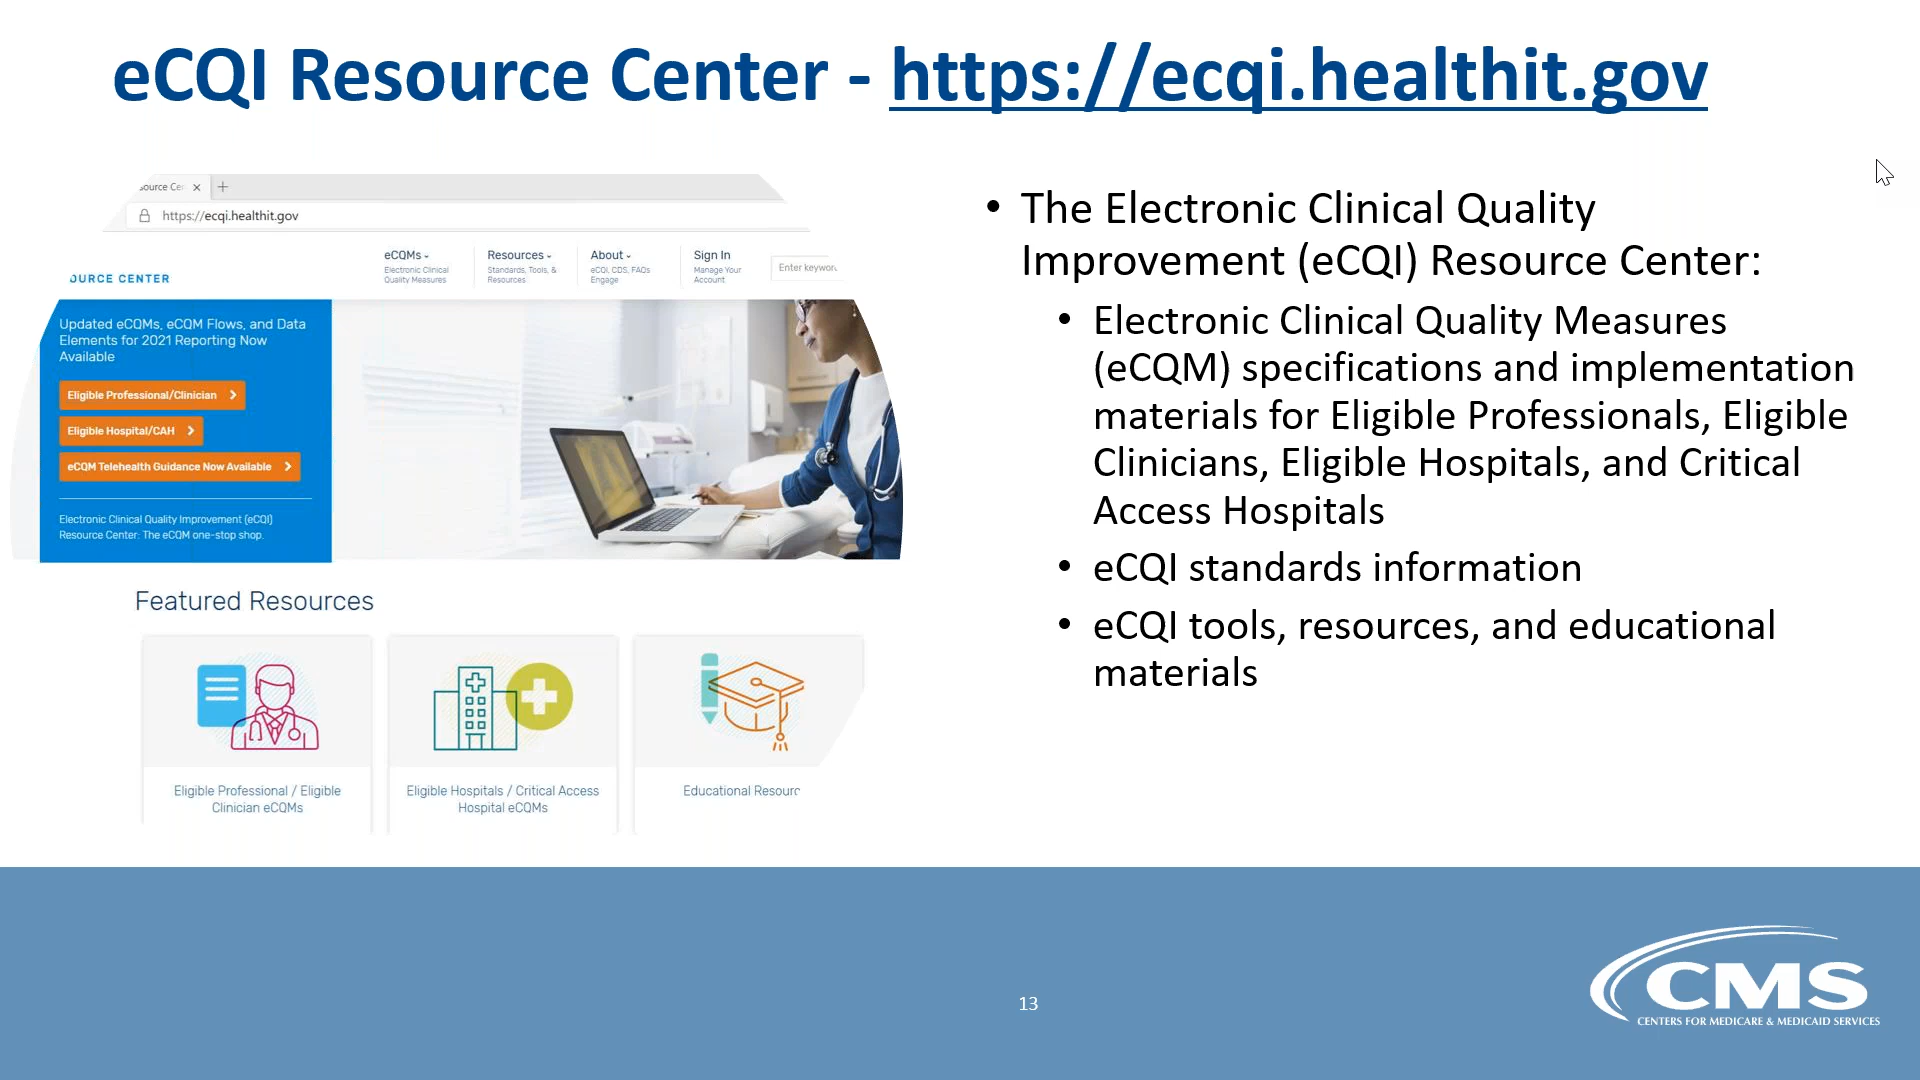 eCQI Resource Center - https://ecqi.healthit.gov
https://ecqi.healthit.gov
eCQMs
Electronic Clinical
Quality Measures
Resources
Standards, Tools, &
Resources
About
eCQI, CDS, FAQs
Engage
Sign In
Manage Your
Account
Enter keyword
OURCE CENTER
Updated eCQMs, eCQM Flows, and Data
Elements for 2021 Reporting Now
Available
Eligible Professional/Clinician
Eligible Hospital/CAH
eCQM Telehealth Guidance Now Available
Electronic Clinical Quality Improvement (eCQI)
Resource Center: The eCQM one-stop shop.
Featured Resources
Eligible Professional / Eligible
Clinician eCQMs
Eligible Hospitals / Critical Access
Hospital eCQMs
Educational Resourc
• The Electronic Clinical Quality
Improvement (eCQI) Resource Center:
• Electronic Clinical Quality Measures
(eCQM) specifications and implementation
materials for Eligible Professionals, Eligible
Clinicians, Eligible Hospitals, and Critical
Access Hospitals
• eCQI standards information
• eCQI tools, resources, and educational
materials
13
CMS
CENTERS FOR MEDICARE & MEDICAID SERVICES